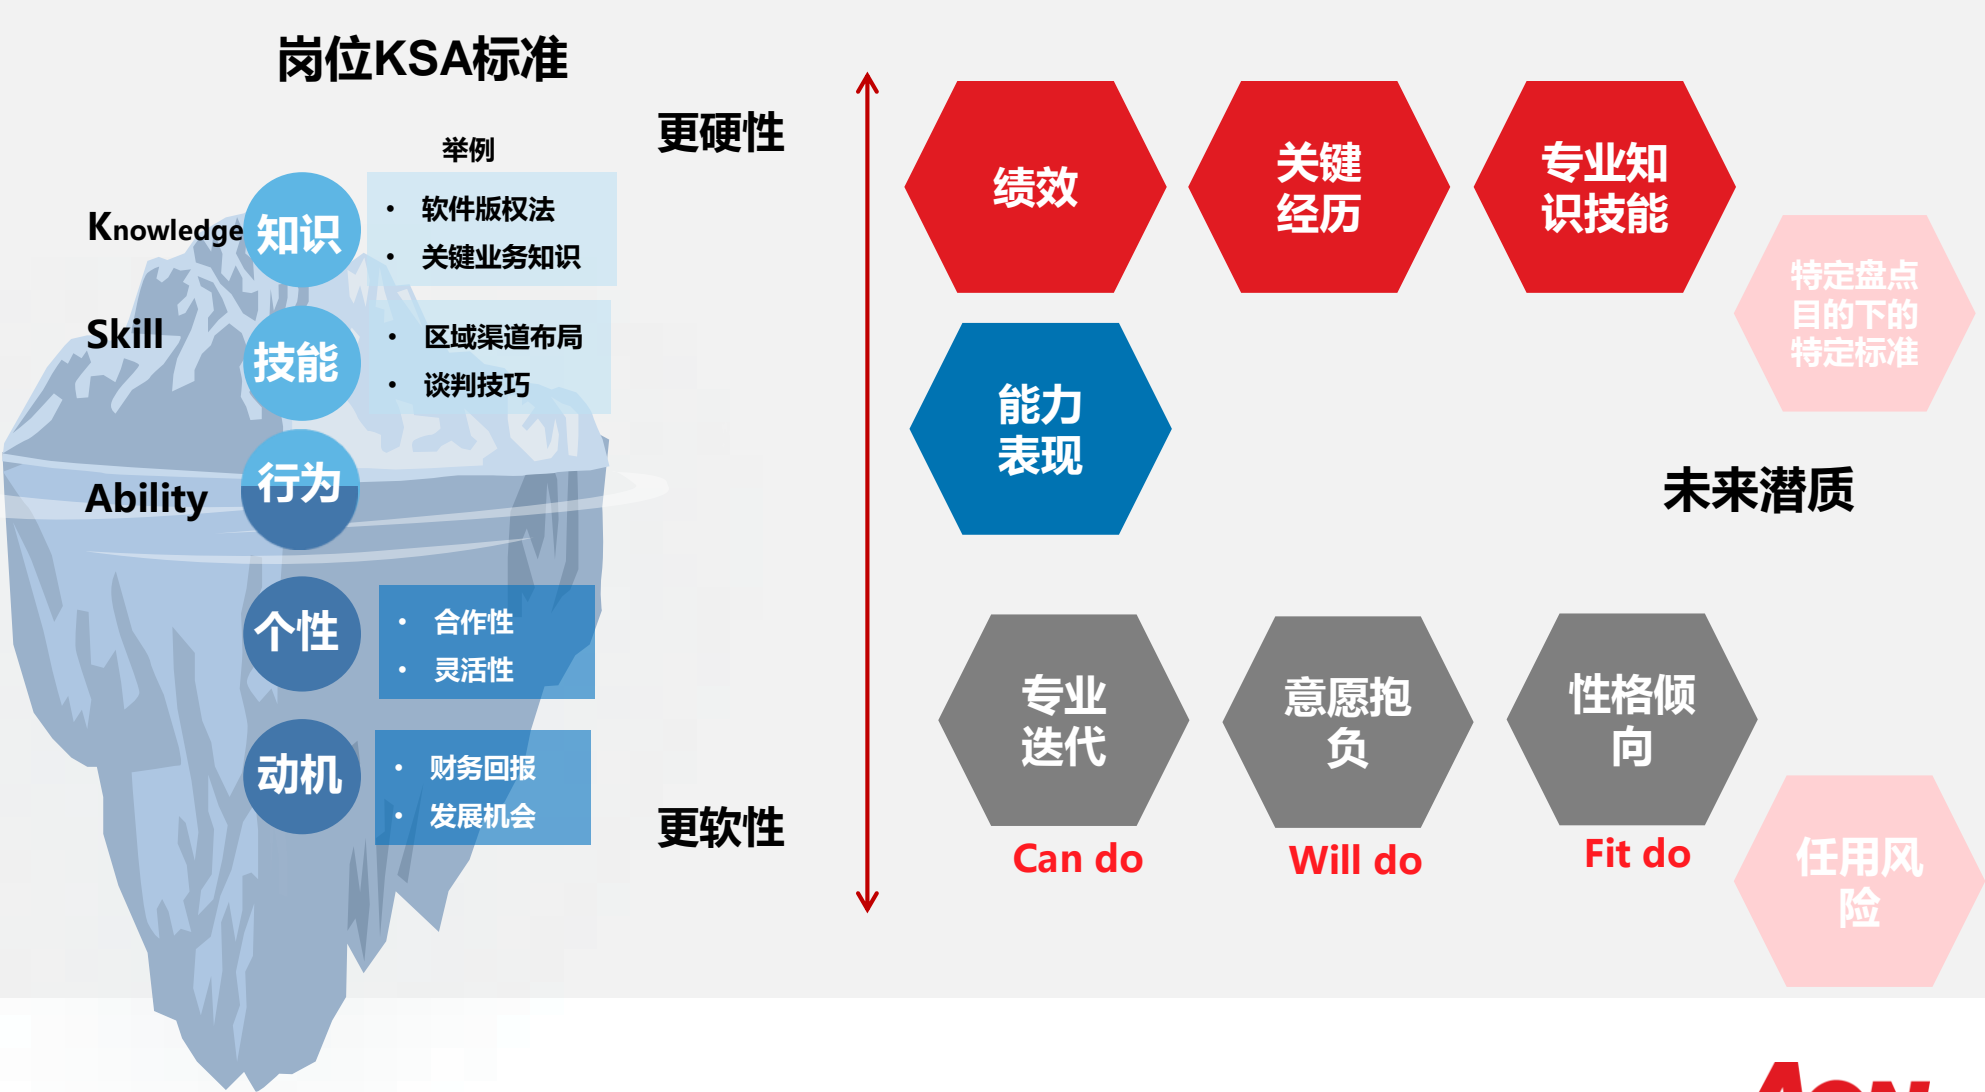 岗位KSA标准
举例
Knowledge
知识
• 软件版权法
• 关键业务知识
Skill
技能
• 区域渠道布局
• 谈判技巧
Ability
行为
个性
• 合作性
• 灵活性
动机
• 财务回报
• 发展机会
更硬性
更软性
绩效
关键
经历
专业知
识技能
特定盘点
目的下的
特定标准
能力
表现
未来潜质
专业
迭代
Can do
意愿抱
负
Will do
性格倾
向
Fit do
任用风
险
AON